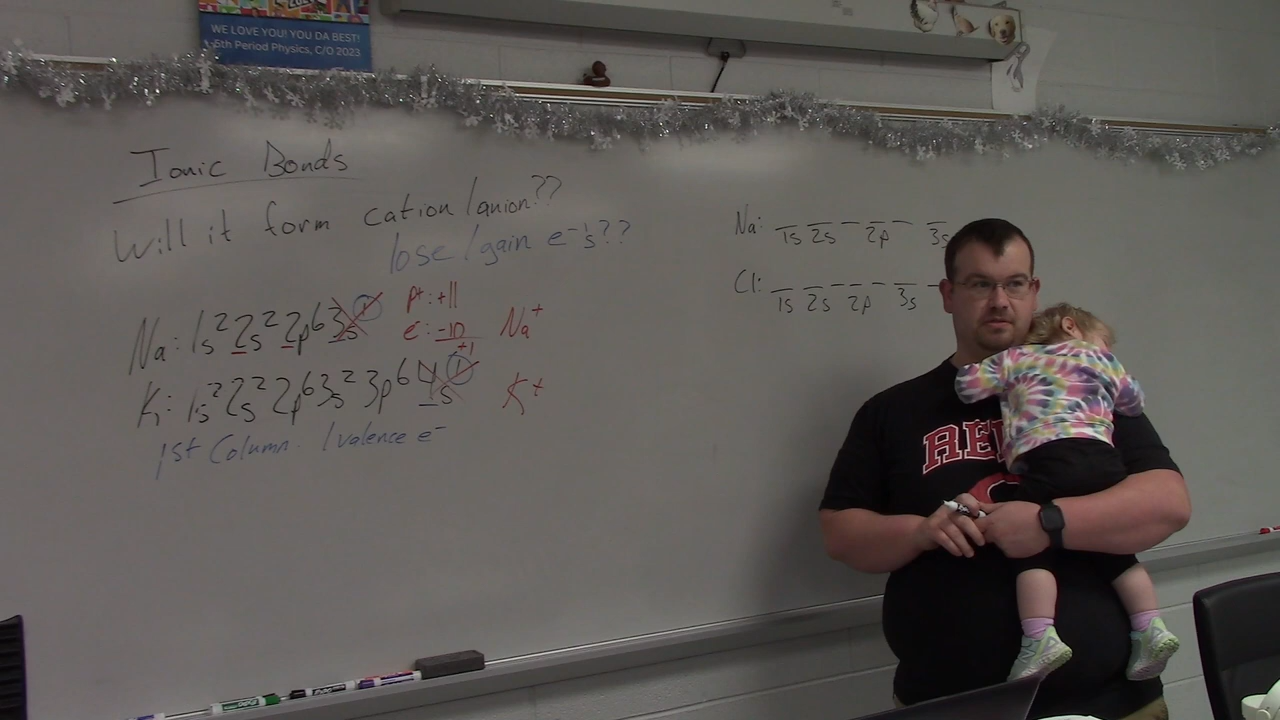 WE LOVE YOU! YOU DA BEST!
5th Period Physics, C/O 2023
Ionic Bonds
Will it form cation/anion??
lose/gain e⁻'s??
Na: 1s² 2s² 2p⁶ 3s¹
p⁺: +11
e⁻: -10
+1
Na⁺
K: 1s² 2s² 2p⁶ 3s² 3p⁶ 4s¹
K⁺
1st Column. 1 valence e⁻
Na:
1s 2s 2p 3s
Cl:
1s 2s 2p 3s
RE